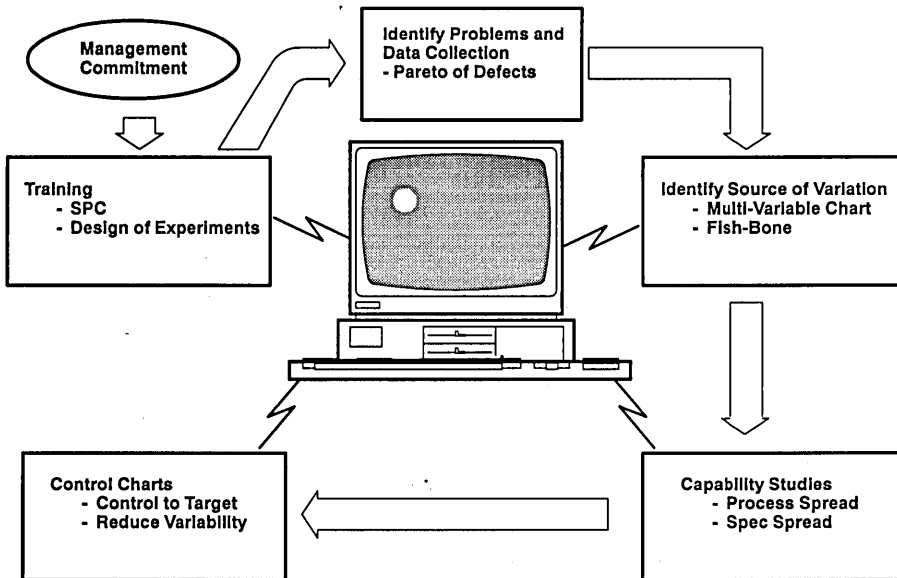 Management
Commitment
Identify Problems and
Data Collection
- Pareto of Defects
Training
- SPC
- Design of Experiments
Identify Source of Variation
- Multi-Variable Chart
- Fish-Bone
Control Charts
- Control to Target
- Reduce Variability
Capability Studies
- Process Spread
- Spec Spread